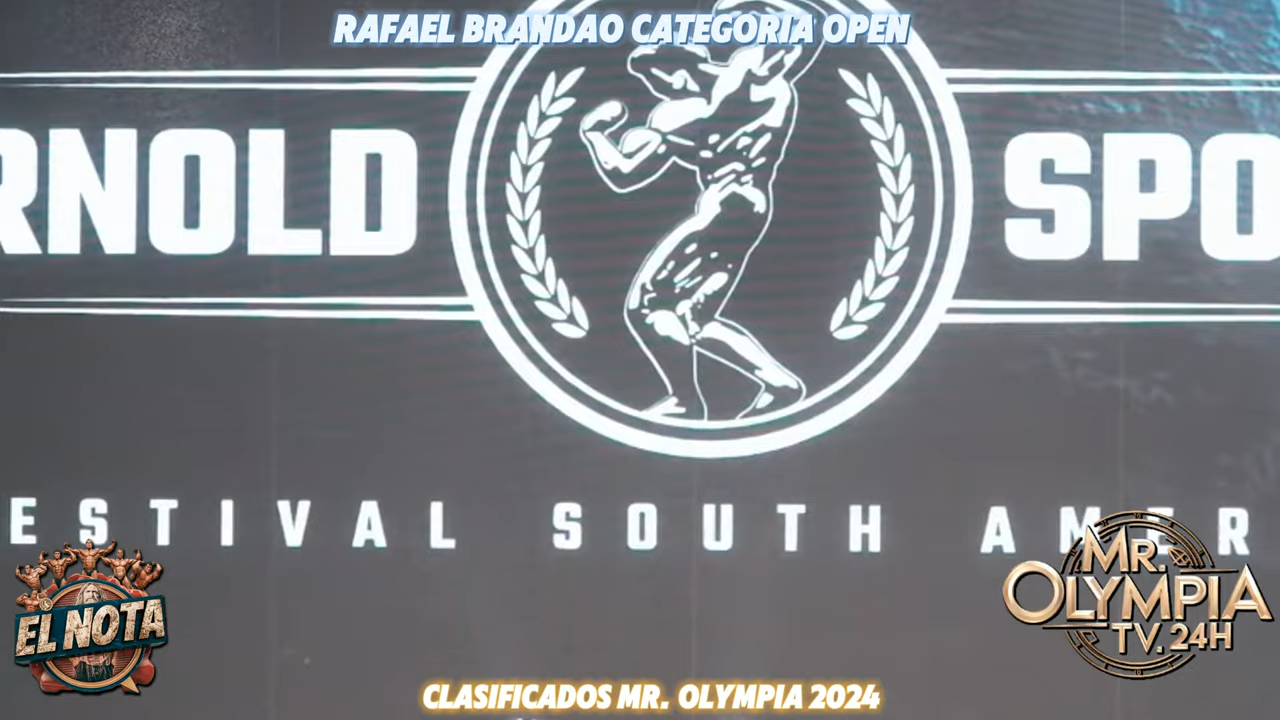 RAFAEL BRANDAO CATEGORIA OPEN
RNOLD SPO
ESTIVAL SOUTH AMER
EL NOTA
MR.
OLYMPIA
TV. 24H
CLASIFICADOS MR. OLYMPIA 2024